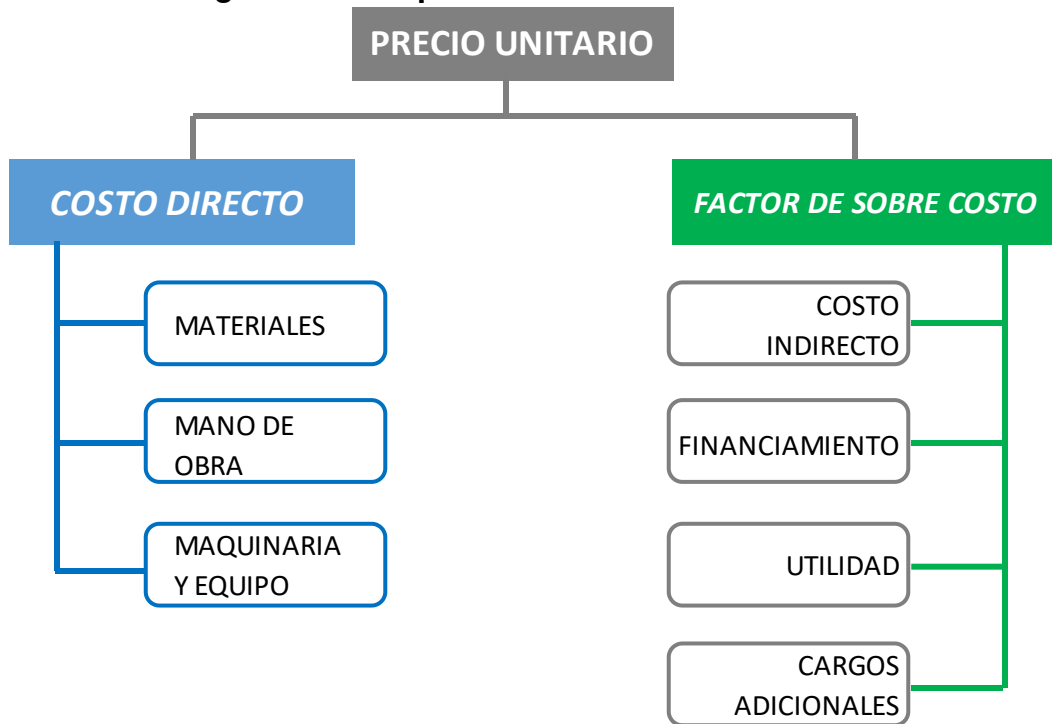 PRECIO UNITARIO
COSTO DIRECTO
MATERIALES
MANO DE
OBRA
MAQUINARIA
Y EQUIPO
FACTOR DE SOBRE COSTO
COSTO
INDIRECTO
FINANCIAMIENTO
UTILIDAD
CARGOS
ADICIONALES